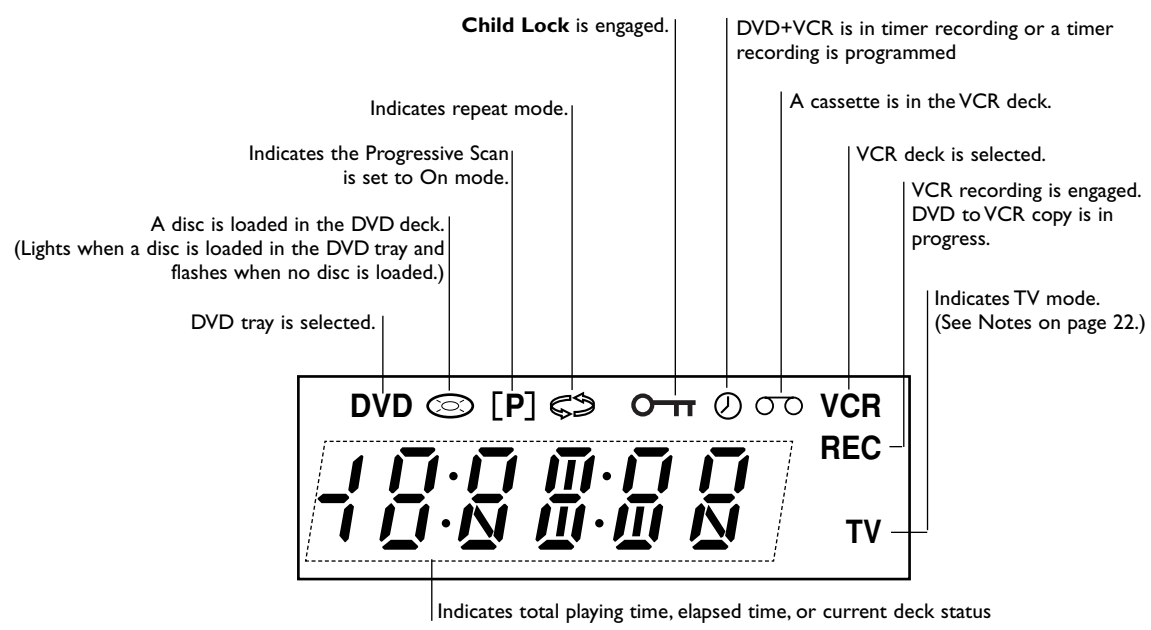 Child Lock is engaged.
DVD+VCR is in timer recording or a timer
recording is programmed
Indicates repeat mode.
A cassette is in the VCR deck.
Indicates the Progressive Scan
is set to On mode.
VCR deck is selected.
VCR recording is engaged.
DVD to VCR copy is in
progress.
A disc is loaded in the DVD deck.
(Lights when a disc is loaded in the DVD tray and
flashes when no disc is loaded.)
Indicates TV mode.
(See Notes on page 22.)
DVD tray is selected.
DVD [P] VCR
REC
TV
Indicates total playing time, elapsed time, or current deck status